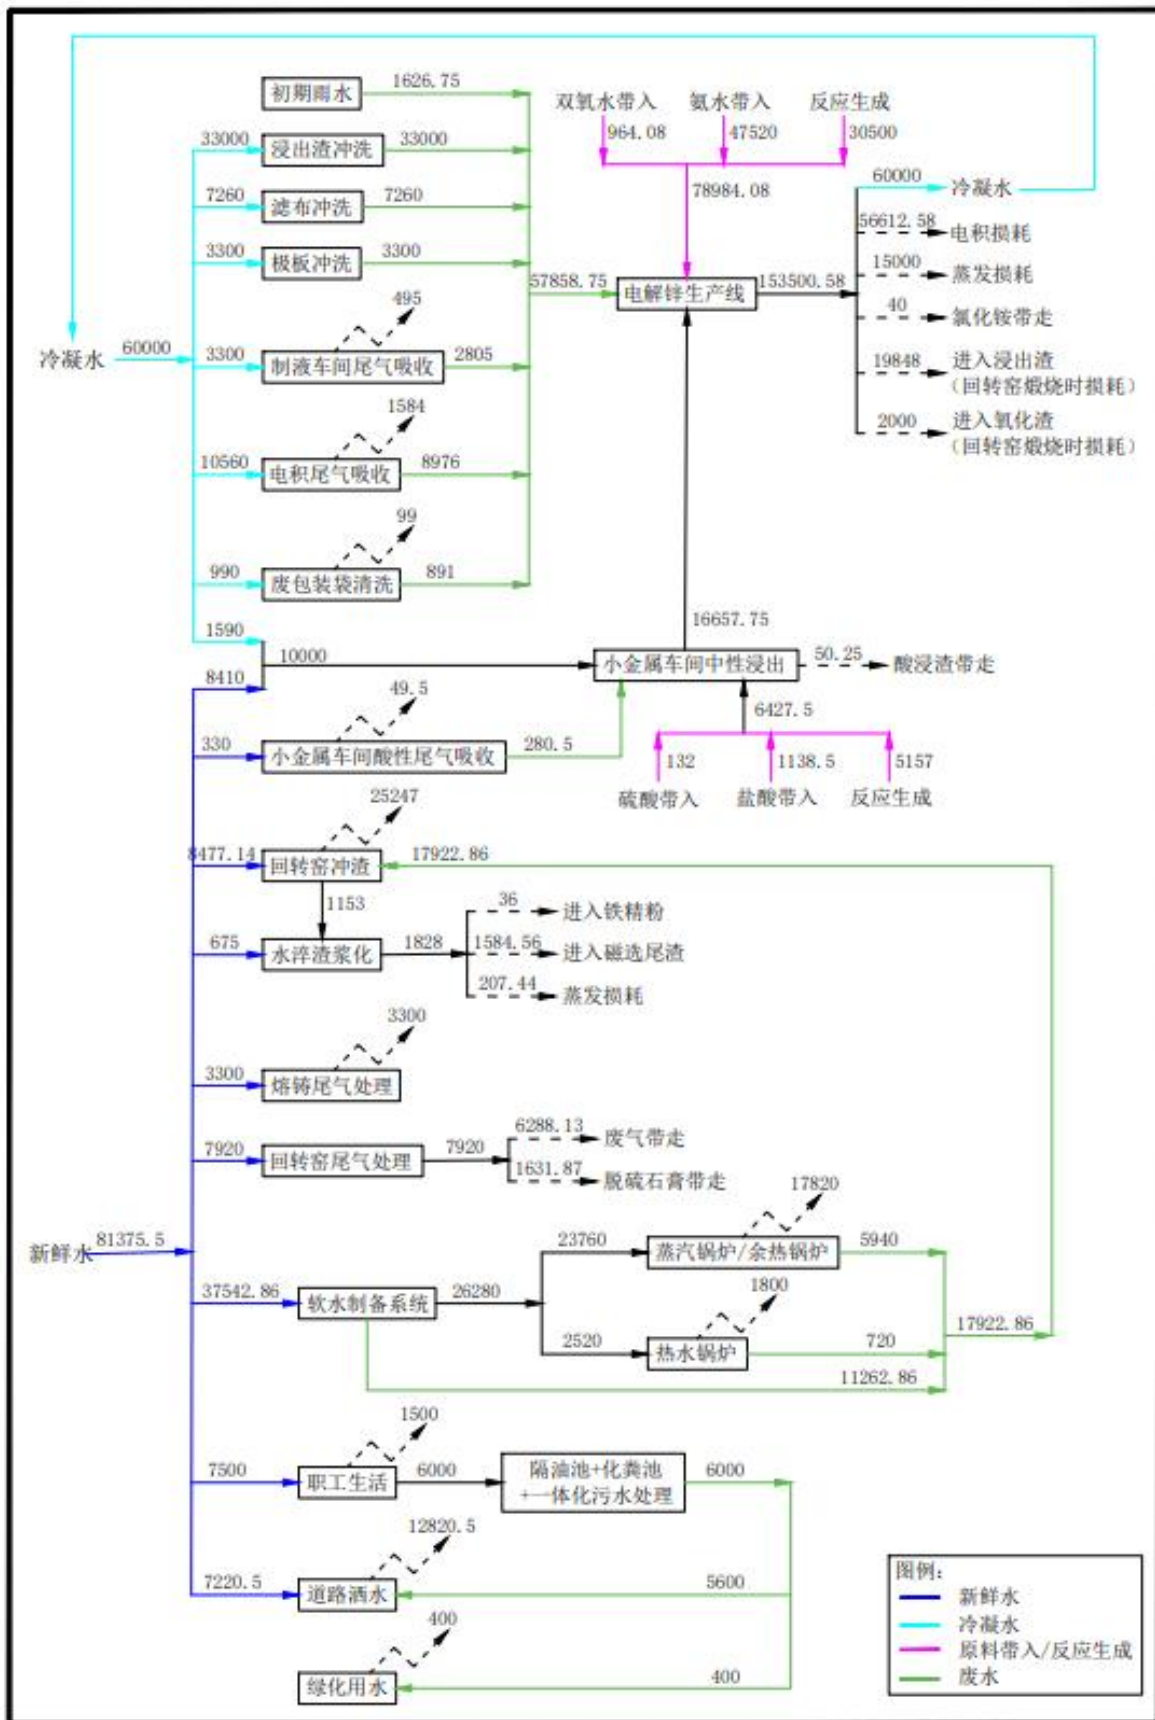 初期雨水
1626.75
双氧水带入
氨水带入
反应生成
964.08
47520
30500
33000
浸出渣冲洗
33000
78984.08
60000
冷凝水
7260
滤布冲洗
7260
56612.58
电积损耗
3300
极板冲洗
3300
57858.75
电解锌生产线
153500.58
15000
蒸发损耗
40
氯化铵带走
495
冷凝水
60000
3300
制液车间尾气吸收
2805
19848
进入浸出渣
(回转窑煅烧时损耗)
1584
2000
进入氧化渣
(回转窑煅烧时损耗)
10560
电积尾气吸收
8976
99
990
废包装袋清洗
891
16657.75
1590
10000
小金属车间中性浸出
50.25
酸浸渣带走
8410
49.5
6427.5
330
小金属车间酸性尾气吸收
280.5
132
1138.5
5157
硫酸带入
盐酸带入
反应生成
25247
8477.14
回转窑冲渣
17922.86
1153
36
进入铁精粉
675
水淬渣浆化
1828
1584.56
进入磁选尾渣
207.44
蒸发损耗
3300
3300
熔铸尾气处理
6288.13
废气带走
7920
回转窑尾气处理
7920
1631.87
脱硫石膏带走
17820
新鲜水
81375.5
23760
蒸汽锅炉/余热锅炉
5940
37542.86
软水制备系统
26280
1800
17922.86
2520
热水锅炉
720
11262.86
1500
7500
职工生活
6000
隔油池+化粪池
+一体化污水处理
6000
12820.5
7220.5
道路洒水
5600
400
绿化用水
400
图例:
新鲜水
冷凝水
原料带入/反应生成
废水